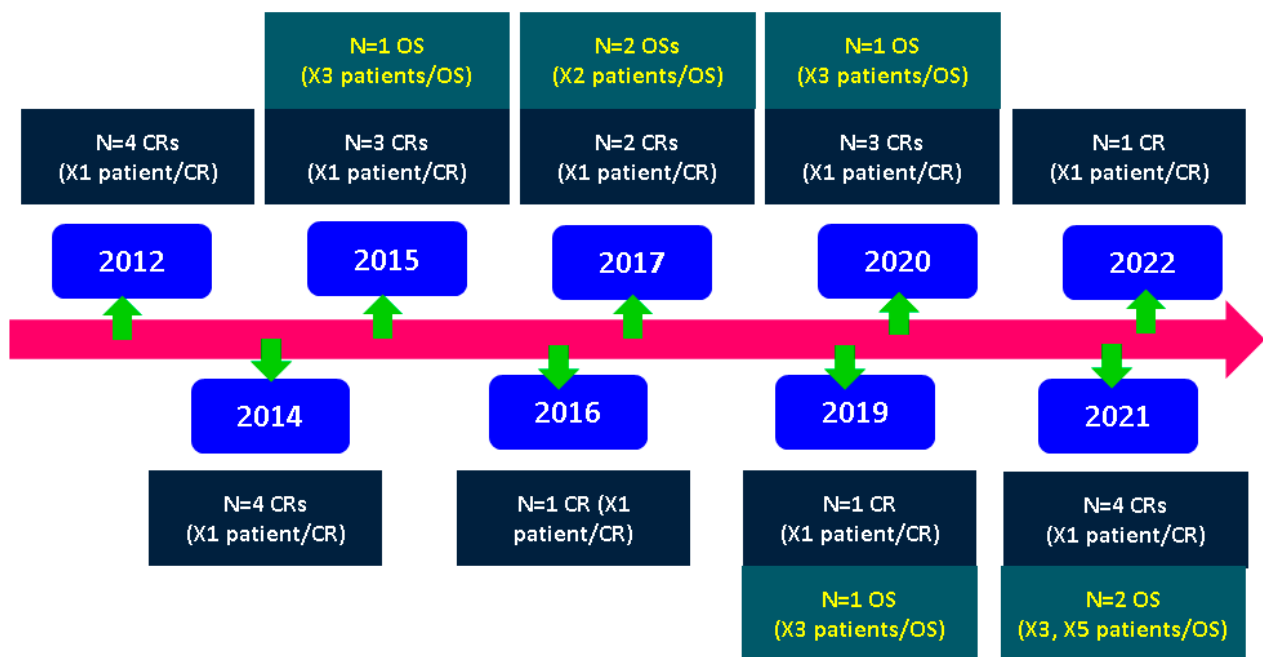 N=1 OS
(X3 patients/OS)
N=2 OSs
(X2 patients/OS)
N=1 OS
(X3 patients/OS)
N=4 CRs
(X1 patient/CR)
N=3 CRs
(X1 patient/CR)
N=2 CRs
(X1 patient/CR)
N=3 CRs
(X1 patient/CR)
N=1 CR
(X1 patient/CR)
2012
2015
2017
2020
2022
2014
2016
2019
2021
N=4 CRs
(X1 patient/CR)
N=1 CR (X1
patient/CR)
N=1 CR
(X1 patient/CR)
N=4 CRs
(X1 patient/CR)
N=1 OS
(X3 patients/OS)
N=2 OS
(X3, X5 patients/OS)